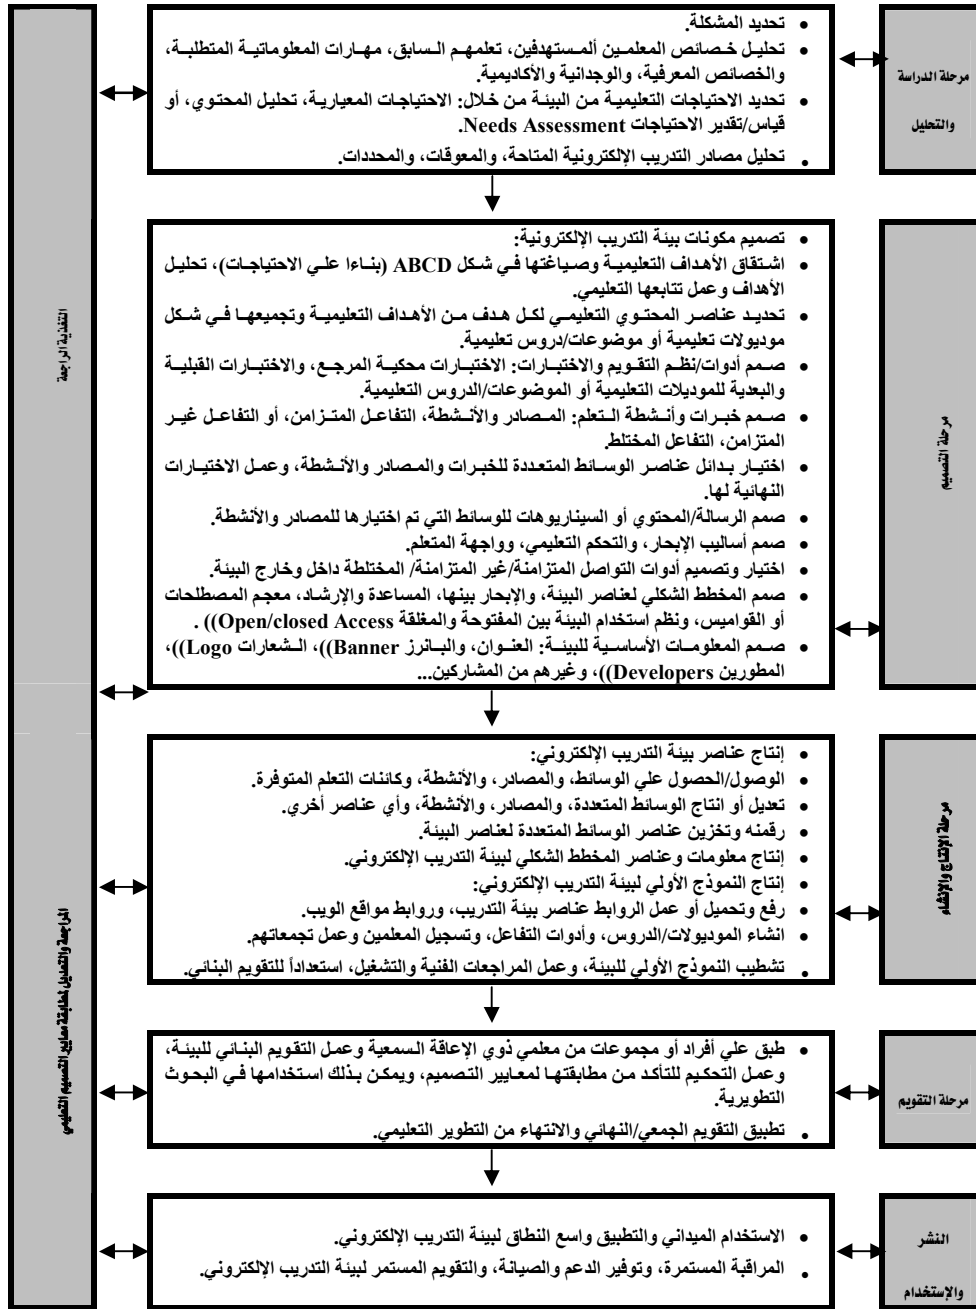 مرحلة الدراسة
والتحليل
• تحديد المشكلة.
• تحليل خصائص المعلمين ألمستهدفين، تعلمهم السابق، مهارات المعلوماتية المتطلبة،
والخصائص المعرفية، والوجدانية والأكاديمية.
• تحديد الاحتياجات التعليمية من البيئة من خلال: الاحتياجات المعيارية، تحليل المحتوي، أو
قياس/تقدير الاحتياجات Needs Assessment.
• تحليل مصادر التدريب الإلكترونية المتاحة، والمعوقات، والمحددات.
مرحلة التصميم
• تصميم مكونات بيئة التدريب الإلكترونية:
• اشتقاق الأهداف التعليمية وصياغتها في شكل ABCD (بناءا علي الاحتياجات)، تحليل
الأهداف وعمل تتابعها التعليمي.
• تحديد عناصر المحتوي التعليمي لكل هدف من الأهداف التعليمية وتجميعها في شكل
موديولات تعليمية أو موضوعات/دروس تعليمية.
• صمم أدوات/نظم التقويم والاختبارات: الاختبارات محكية المرجع، والاختبارات القبلية
والبعدية للموديلات التعليمية أو الموضوعات/الدروس التعليمية.
• صمم خبرات وأنشطة التعلم: المصادر والأنشطة، التفاعل المتزامن، أو التفاعل غير
المتزامن، التفاعل المختلط.
• اختيار بدائل عناصر الوسائط المتعددة للخبرات والمصادر والأنشطة، وعمل الاختيارات
النهائية لها.
• صمم الرسالة/المحتوي أو السيناريوهات للوسائط التي تم اختيارها للمصادر والأنشطة.
• صمم أساليب الإبحار، والتحكم التعليمي، وواجهة المتعلم.
• اختيار وتصميم أدوات التواصل المتزامنة/غير المتزامنة/ المختلطة داخل وخارج البيئة.
• صمم المخطط الشكلي لعناصر البيئة، والإبحار بينها، المساعدة والإرشاد، معجم المصطلحات
أو القواميس، ونظم استخدام البيئة بين المفتوحة والمغلقة Open/closed Access)) .
• صمم المعلومات الأساسية للبيئة: العنوان، والبانرز Banner))، الشعارات Logo))،
المطورين Developers))، وغيرهم من المشاركين...
التغذية الراجعة
مرحلة الإنتاج والإنشاء
• إنتاج عناصر بيئة التدريب الإلكتروني:
• الوصول/الحصول علي الوسائط، والمصادر، والأنشطة، وكائنات التعلم المتوفرة.
• تعديل أو انتاج الوسائط المتعددة، والمصادر، والأنشطة، وأي عناصر أخري.
• رقمنه وتخزين عناصر الوسائط المتعددة لعناصر البيئة.
• إنتاج معلومات وعناصر المخطط الشكلي لبيئة التدريب الإلكتروني.
• إنتاج النموذج الأولي لبيئة التدريب الإلكتروني:
• رفع وتحميل أو عمل الروابط عناصر بيئة التدريب، وروابط مواقع الويب.
• انشاء الموديولات/الدروس، وأدوات التفاعل، وتسجيل المعلمين وعمل تجمعاتهم.
• تشطيب النموذج الأولي للبيئة، وعمل المراجعات الفنية والتشغيل، استعداداً للتقويم البنائي.
مرحلة التقويم
• طبق علي أفراد أو مجموعات من معلمي ذوي الإعاقة السمعية وعمل التقويم البنائي للبيئة،
وعمل التحكيم للتأكد من مطابقتها لمعايير التصميم، ويمكن بذلك استخدامها في البحوث
التطويرية.
• تطبيق التقويم الجمعي/النهائي والانتهاء من التطوير التعليمي.
المراجعة والتعديل لمطابقة معايير التصميم التعليمي
النشر
والإستخدام
• الاستخدام الميداني والتطبيق واسع النطاق لبيئة التدريب الإلكتروني.
• المراقبة المستمرة، وتوفير الدعم والصيانة، والتقويم المستمر لبيئة التدريب الإلكتروني.